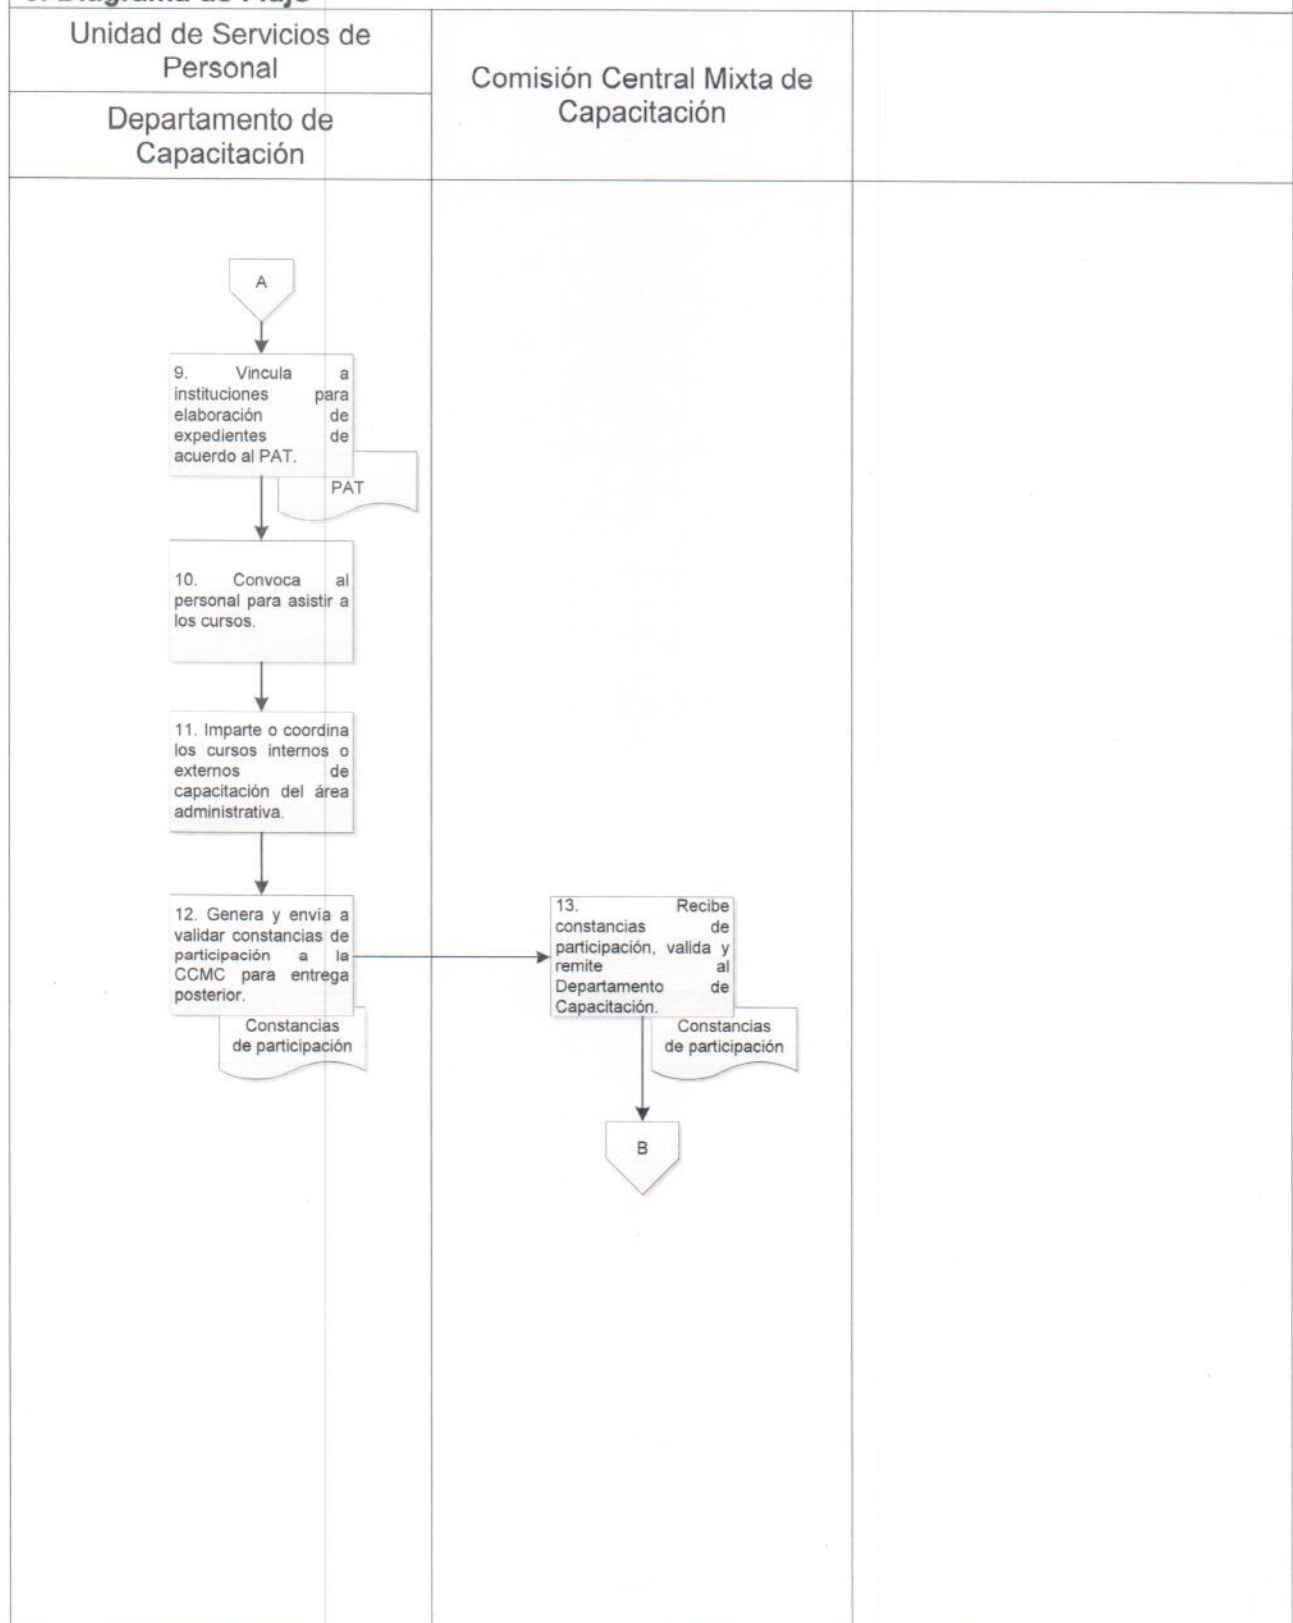 Unidad de Servicios de
Personal
Departamento de
Capacitación
Comisión Central Mixta de
Capacitación
A
9. Vincula a
instituciones para
elaboración de
expedientes de
acuerdo al PAT.
PAT
10. Convoca al
personal para asistir a
los cursos.
11. Imparte o coordina
los cursos internos o
externos de
capacitación del área
administrativa.
12. Genera y envía a
validar constancias de
participación a la
CCMC para entrega
posterior.
Constancias
de participación
13. Recibe
constancias de
participación, valida y
remite al
Departamento de
Capacitación.
Constancias
de participación
B